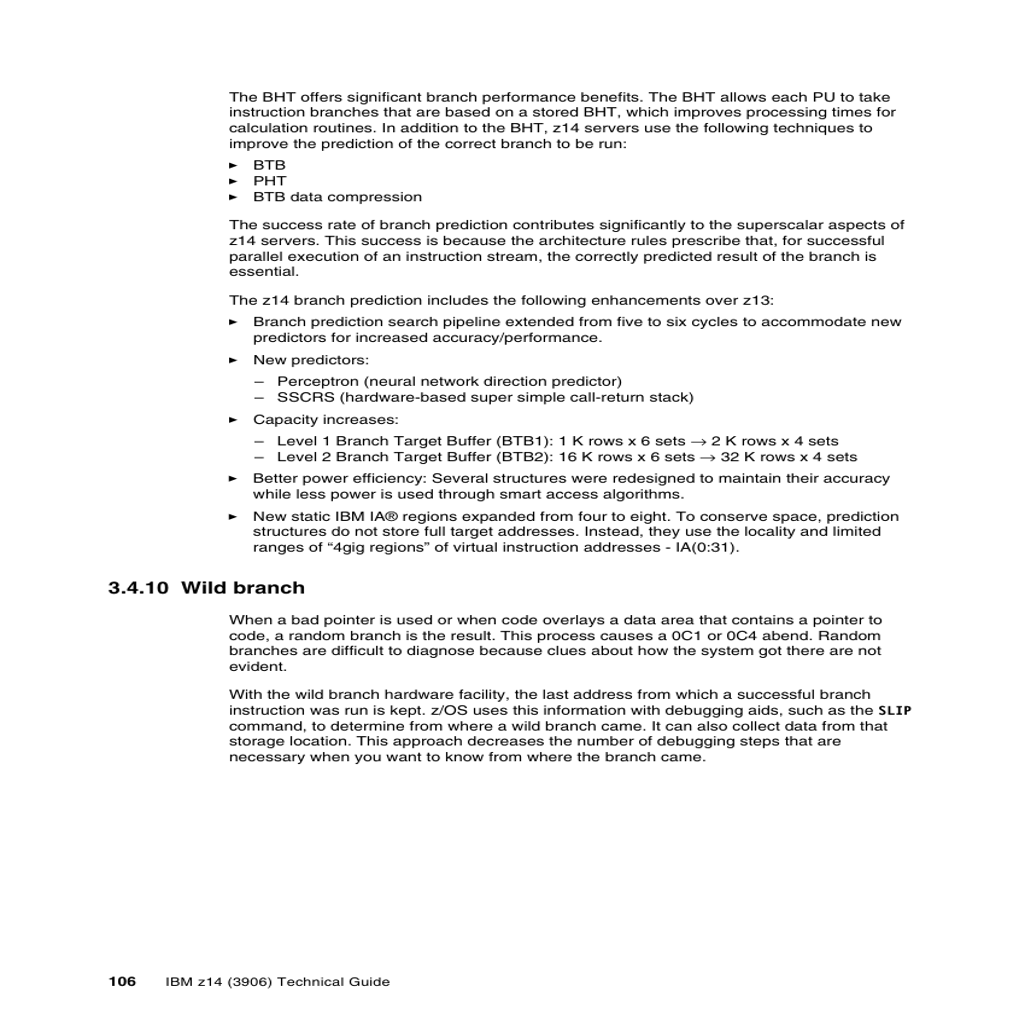 The BHT offers significant branch performance benefits. The BHT allows each PU to take
instruction branches that are based on a stored BHT, which improves processing times for
calculation routines. In addition to the BHT, z14 servers use the following techniques to
improve the prediction of the correct branch to be run:
► BTB
► PHT
► BTB data compression
The success rate of branch prediction contributes significantly to the superscalar aspects of
z14 servers. This success is because the architecture rules prescribe that, for successful
parallel execution of an instruction stream, the correctly predicted result of the branch is
essential.
The z14 branch prediction includes the following enhancements over z13:
► Branch prediction search pipeline extended from five to six cycles to accommodate new
predictors for increased accuracy/performance.
► New predictors:
– Perceptron (neural network direction predictor)
– SSCRS (hardware-based super simple call-return stack)
► Capacity increases:
– Level 1 Branch Target Buffer (BTB1): 1 K rows x 6 sets → 2 K rows x 4 sets
– Level 2 Branch Target Buffer (BTB2): 16 K rows x 6 sets → 32 K rows x 4 sets
► Better power efficiency: Several structures were redesigned to maintain their accuracy
while less power is used through smart access algorithms.
► New static IBM IA® regions expanded from four to eight. To conserve space, prediction
structures do not store full target addresses. Instead, they use the locality and limited
ranges of “4gig regions” of virtual instruction addresses - IA(0:31).
3.4.10 Wild branch
When a bad pointer is used or when code overlays a data area that contains a pointer to
code, a random branch is the result. This process causes a 0C1 or 0C4 abend. Random
branches are difficult to diagnose because clues about how the system got there are not
evident.
With the wild branch hardware facility, the last address from which a successful branch
instruction was run is kept. z/OS uses this information with debugging aids, such as the SLIP
command, to determine from where a wild branch came. It can also collect data from that
storage location. This approach decreases the number of debugging steps that are
necessary when you want to know from where the branch came.
106 IBM z14 (3906) Technical Guide